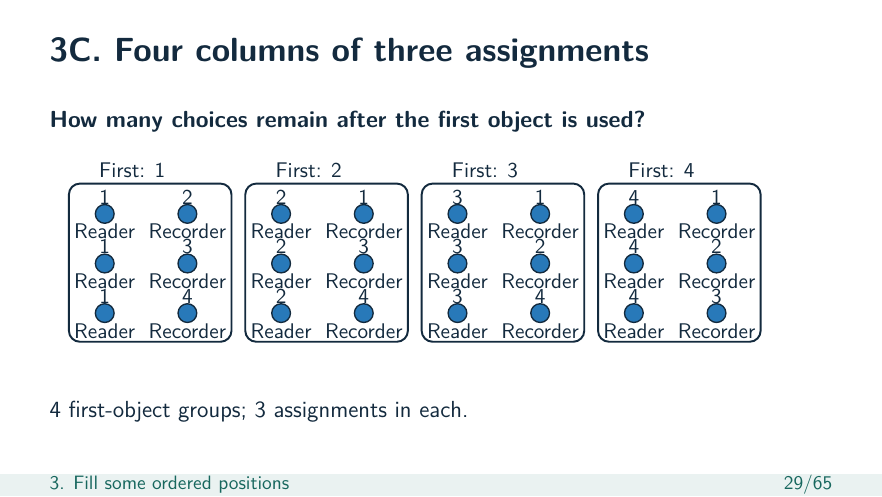 3C. Four columns of three assignments
How many choices remain after the first object is used?
First: 1 First: 2 First: 3 First: 4
1 2 2 1 3 1 4 1
Reader Recorder Reader Recorder Reader Recorder Reader Recorder
1 3 2 3 3 2 4 2
Reader Recorder Reader Recorder Reader Recorder Reader Recorder
1 4 2 4 3 4 4 3
Reader Recorder Reader Recorder Reader Recorder Reader Recorder
4 first-object groups; 3 assignments in each.
3. Fill some ordered positions 29/65